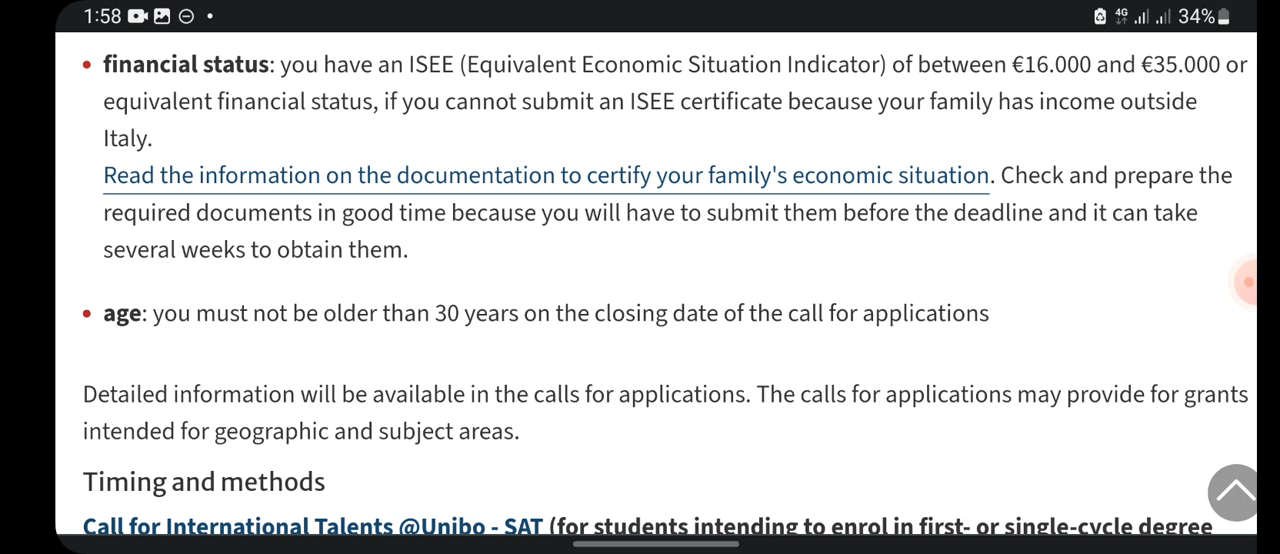 1:58
4G
34%
financial status: you have an ISEE (Equivalent Economic Situation Indicator) of between €16.000 and €35.000 or
equivalent financial status, if you cannot submit an ISEE certificate because your family has income outside
Italy.
Read the information on the documentation to certify your family's economic situation. Check and prepare the
required documents in good time because you will have to submit them before the deadline and it can take
several weeks to obtain them.
age: you must not be older than 30 years on the closing date of the call for applications
Detailed information will be available in the calls for applications. The calls for applications may provide for grants
intended for geographic and subject areas.
Timing and methods
Call for International Talents @Unibo - SAT (for students intending to enrol in first- or single-cycle degree